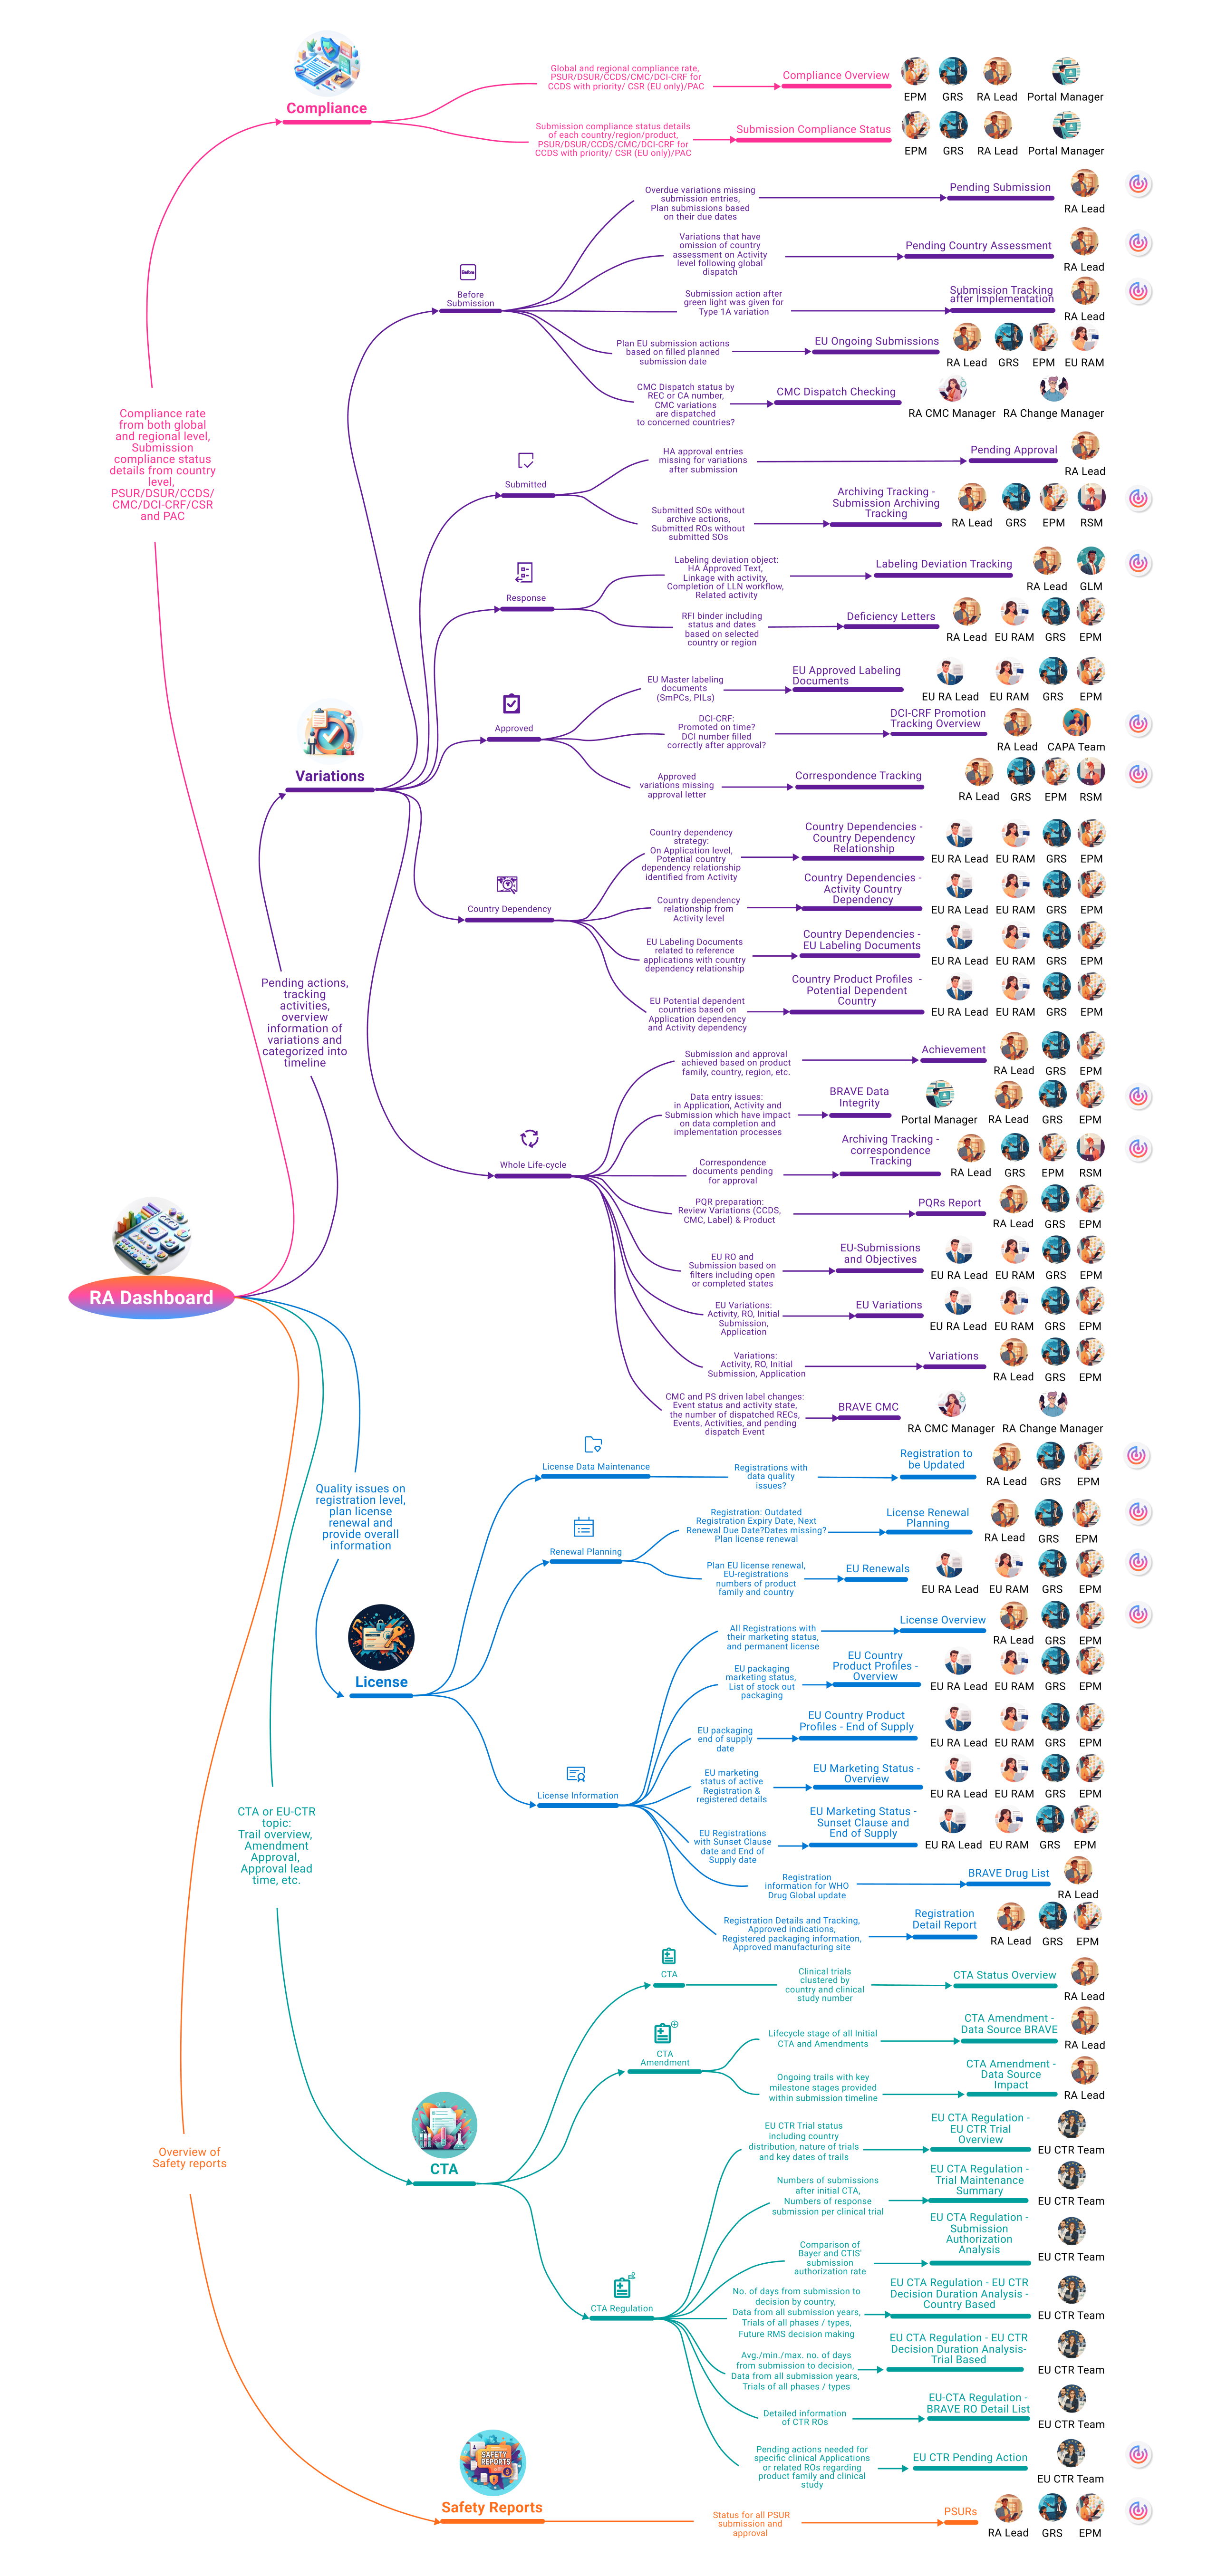 Compliance
Global and regional compliance rate,
PSUR/DSUR/CCDS/CMC/DCI-CRF for
CCDS with priority/ CSR (EU only)/PAC
Compliance Overview
EPM GRS RA Lead Portal Manager
Submission compliance status details
of each country/region/product,
PSUR/DSUR/CCDS/CMC/DCI-CRF for
CCDS with priority/ CSR (EU only)/PAC
Submission Compliance Status
EPM GRS RA Lead Portal Manager
Compliance rate
from both global
and regional level,
Submission
compliance status
details from country
level,
PSUR/DSUR/CCDS/
CMC/DCI-CRF/CSR
and PAC
Before
Before
Submission
Overdue variations missing
submission entries,
Plan submissions based
on their due dates
Pending Submission
RA Lead
Variations that have
omission of country
assessment on Activity
level following global
dispatch
Pending Country Assessment
RA Lead
Submission action after
green light was given for
Type 1A variation
Submission Tracking
after Implementation
RA Lead
Plan EU submission actions
based on filled planned
submission date
EU Ongoing Submissions
RA Lead GRS EPM EU RAM
CMC Dispatch status by
REC or CA number,
CMC variations
are dispatched
to concerned countries?
CMC Dispatch Checking
RA CMC Manager RA Change Manager
Submitted
HA approval entries
missing for variations
after submission
Pending Approval
RA Lead
Submitted SOs without
archive actions,
Submitted ROs without
submitted SOs
Archiving Tracking -
Submission Archiving
Tracking
RA Lead GRS EPM RSM
Response
Labeling deviation object:
HA Approved Text,
Linkage with activity,
Completion of LLN workflow,
Related activity
Labeling Deviation Tracking
RA Lead GLM
RFI binder including
status and dates
based on selected
country or region
Deficiency Letters
RA Lead EU RAM GRS EPM
Variations
Approved
EU Master labeling
documents
(SmPCs, PILs)
EU Approved Labeling
Documents
EU RA Lead EU RAM GRS EPM
DCI-CRF:
Promoted on time?
DCI number filled
correctly after approval?
DCI-CRF Promotion
Tracking Overview
RA Lead CAPA Team
Approved
variations missing
approval letter
Correspondence Tracking
RA Lead GRS EPM RSM
Country Dependency
Country dependency
strategy:
On Application level,
Potential country
dependency relationship
identified from Activity
Country Dependencies -
Country Dependency
Relationship
EU RA Lead EU RAM GRS EPM
Country dependency
relationship from
Activity level
Country Dependencies -
Activity Country
Dependency
EU RA Lead EU RAM GRS EPM
EU Labeling Documents
related to reference
applications with country
dependency relationship
Country Dependencies -
EU Labeling Documents
EU RA Lead EU RAM GRS EPM
EU Potential dependent
countries based on
Application dependency
and Activity dependency
Country Product Profiles -
Potential Dependent
Country
EU RA Lead EU RAM GRS EPM
Pending actions,
tracking
activities,
overview
information of
variations and
categorized into
timeline
Whole Life-cycle
Submission and approval
achieved based on product
family, country, region, etc.
Achievement
RA Lead GRS EPM
Data entry issues:
in Application, Activity and
Submission which have impact
on data completion and
implementation processes
BRAVE Data
Integrity
Portal Manager RA Lead GRS EPM
Correspondence
documents pending
for approval
Archiving Tracking -
correspondence
Tracking
RA Lead GRS EPM RSM
PQR preparation:
Review Variations (CCDS,
CMC, Label) & Product
PQRs Report
RA Lead GRS EPM
EU RO and
Submission based on
filters including open
or completed states
EU-Submissions
and Objectives
EU RA Lead EU RAM GRS EPM
EU Variations:
Activity, RO, Initial
Submission,
Application
EU Variations
EU RA Lead EU RAM GRS EPM
Variations:
Activity, RO, Initial
Submission, Application
Variations
RA Lead GRS EPM
CMC and PS driven label changes:
Event status and activity state,
the number of dispatched RECs,
Events, Activities, and pending
dispatch Event
BRAVE CMC
RA CMC Manager RA Change Manager
RA Dashboard
Quality issues on
registration level,
plan license
renewal and
provide overall
information
License
License Data Maintenance
Registrations with
data quality
issues?
Registration to
be Updated
RA Lead GRS EPM
Renewal Planning
Registration: Outdated
Registration Expiry Date, Next
Renewal Due Date?Dates missing?
Plan license renewal
License Renewal
Planning
RA Lead GRS EPM
Plan EU license renewal,
EU-registrations
numbers of product
family and country
EU Renewals
EU RA Lead EU RAM GRS EPM
License Information
All Registrations with
their marketing status,
and permanent license
License Overview
RA Lead GRS EPM
EU packaging
marketing status,
List of stock out
packaging
EU Country
Product Profiles -
Overview
EU RA Lead EU RAM GRS EPM
EU packaging
end of supply
date
EU Country Product
Profiles - End of Supply
EU RA Lead EU RAM GRS EPM
EU marketing
status of active
Registration &
registered details
EU Marketing Status -
Overview
EU RA Lead EU RAM GRS EPM
EU Registrations
with Sunset Clause
date and End of
Supply date
EU Marketing Status -
Sunset Clause and
End of Supply
EU RA Lead EU RAM GRS EPM
Registration
information for WHO
Drug Global update
BRAVE Drug List
RA Lead
Registration Details and Tracking,
Approved indications,
Registered packaging information,
Approved manufacturing site
Registration
Detail Report
RA Lead GRS EPM
CTA or EU-CTR
topic:
Trail overview,
Amendment
Approval,
Approval lead
time, etc.
CTA
CTA
Clinical trials
clustered by
country and clinical
study number
CTA Status Overview
RA Lead
CTA
Amendment
Lifecycle stage of all Initial
CTA and Amendments
CTA Amendment -
Data Source BRAVE
RA Lead
Ongoing trails with key
milestone stages provided
within submission timeline
CTA Amendment -
Data Source
Impact
RA Lead
CTA Regulation
EU CTR Trial status
including country
distribution, nature of trials
and key dates of trails
EU CTA Regulation -
EU CTR Trial
Overview
EU CTR Team
Numbers of submissions
after initial CTA,
Numbers of response
submission per clinical trial
EU CTA Regulation -
Trial Maintenance
Summary
EU CTR Team
Comparison of
Bayer and CTIS'
submission
authorization rate
EU CTA Regulation -
Submission
Authorization
Analysis
EU CTR Team
No. of days from submission to
decision by country,
Data from all submission years,
Trials of all phases / types,
Future RMS decision making
EU CTA Regulation - EU CTR
Decision Duration Analysis -
Country Based
EU CTR Team
Avg./min./max. no. of days
from submission to decision,
Data from all submission years,
Trials of all phases / types
EU CTA Regulation - EU CTR
Decision Duration Analysis-
Trial Based
EU CTR Team
Detailed information
of CTR ROs
EU-CTA Regulation -
BRAVE RO Detail List
EU CTR Team
Pending actions needed for
specific clinical Applications
or related ROs regarding
product family and clinical
study
EU CTR Pending Action
EU CTR Team
Overview of
Safety reports
SAFETY
REPORTS
Safety Reports
Status for all PSUR
submission and
approval
PSURs
RA Lead GRS EPM